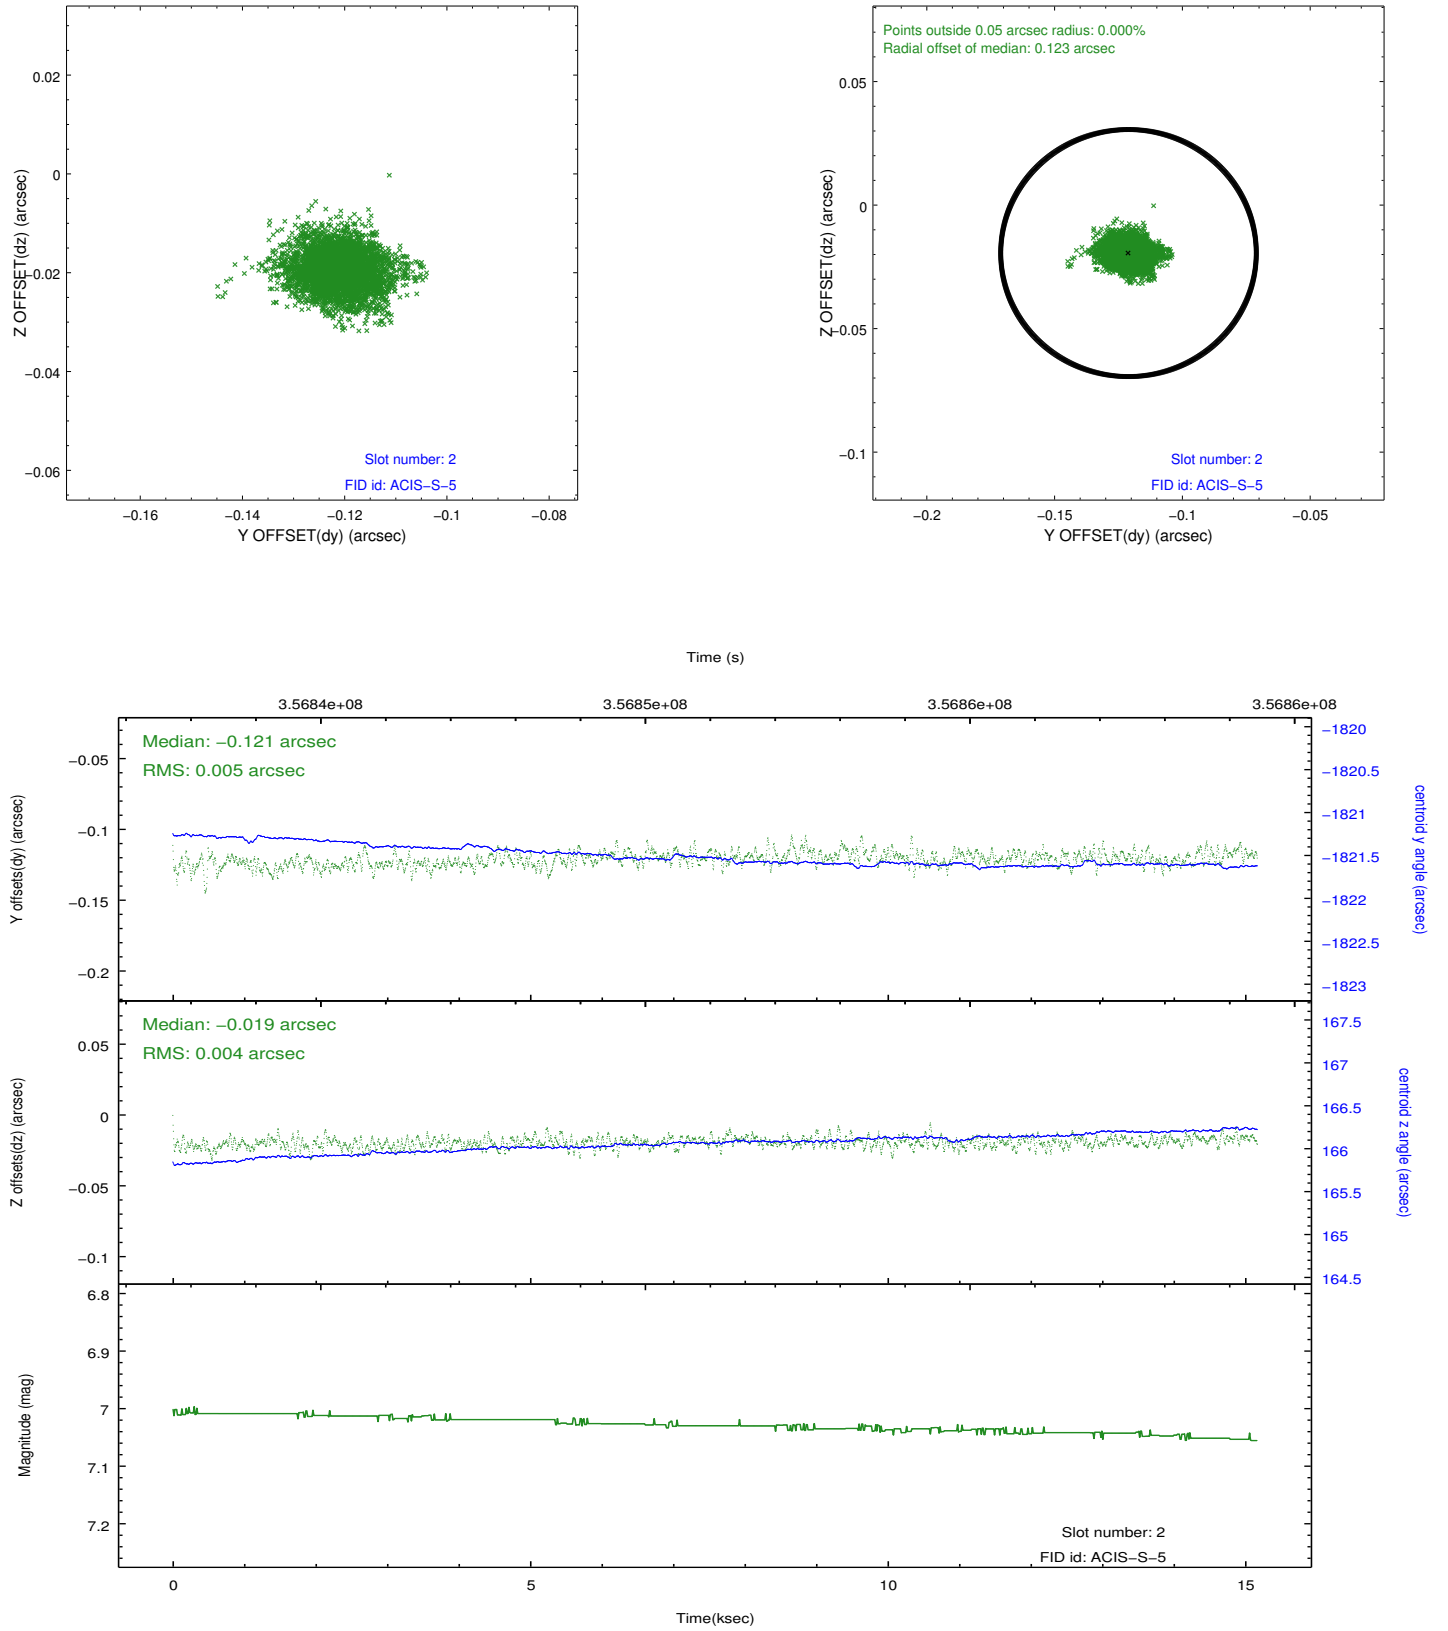 0.02
0
−0.02
−0.04
−0.06
Z OFFSET(dz) (arcsec)
Slot number: 2
FID id: ACIS−S−5
−0.16
−0.14
−0.12
−0.1
−0.08
Y OFFSET(dy) (arcsec)
Points outside 0.05 arcsec radius: 0.000%
Radial offset of median: 0.123 arcsec
0.05
0
−0.05
−0.1
Z OFFSET(dz) (arcsec)
Slot number: 2
FID id: ACIS−S−5
−0.2
−0.15
−0.1
−0.05
Y OFFSET(dy) (arcsec)
Time (s)
3.5684e+08
3.5685e+08
3.5686e+08
3.5686e+08
Median: −0.121 arcsec
RMS: 0.005 arcsec
−0.05
−0.1
−0.15
−0.2
Y offsets(dy) (arcsec)
−1820
−1820.5
−1821
−1821.5
−1822
−1822.5
−1823
centroid y angle (arcsec)
Median: −0.019 arcsec
RMS: 0.004 arcsec
0.05
0
−0.05
−0.1
Z offsets(dz) (arcsec)
167.5
167
166.5
166
165.5
165
164.5
centroid z angle (arcsec)
6.8
6.9
7
7.1
7.2
Magnitude (mag)
Slot number: 2
FID id: ACIS−S−5
0
5
10
15
Time(ksec)